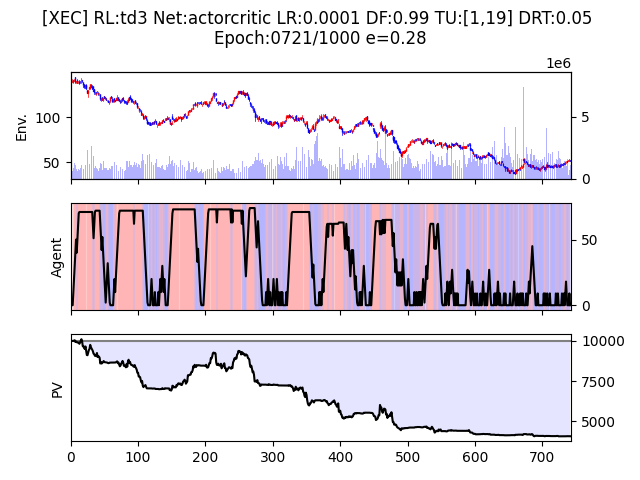 [XEC] RL:td3 Net:actorcritic LR:0.0001 DF:0.99 TU:[1,19] DRT:0.05
Epoch:0721/1000 e=0.28
1e6
Env.
100
50
5
0
Agent
50
0
PV
10000
7500
5000
0 100 200 300 400 500 600 700